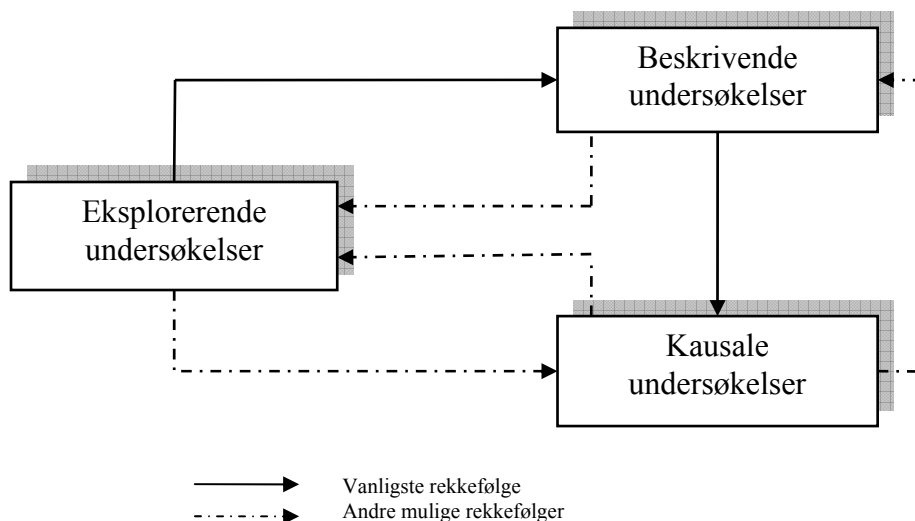 Beskrivende
undersøkelser
Eksplorerende
undersøkelser
Kausale
undersøkelser
Vanligste rekkefølge
Andre mulige rekkefølger